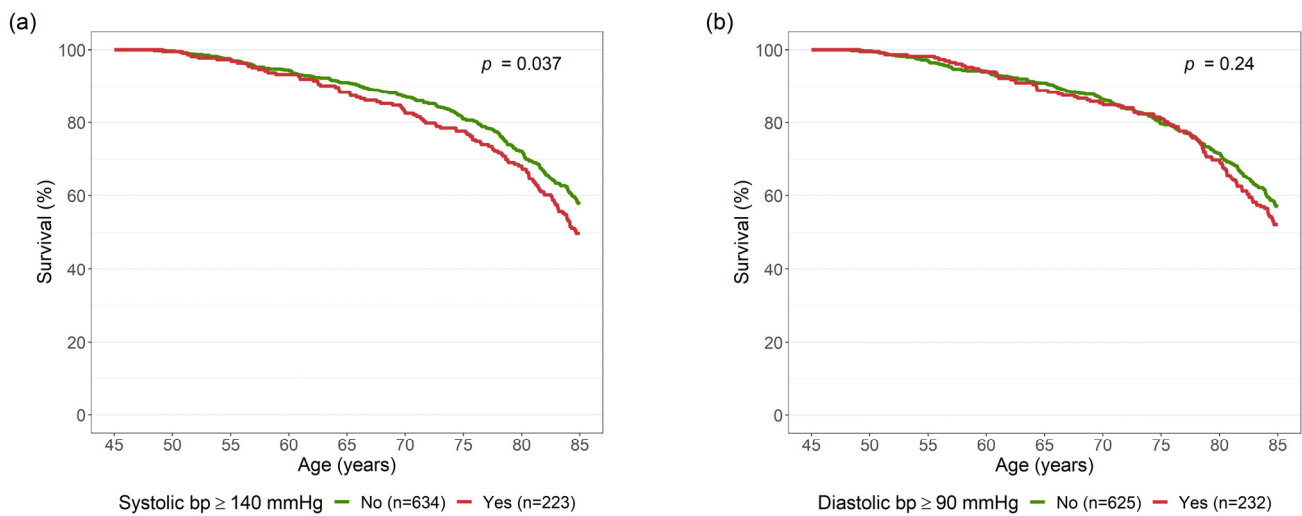 (a)
p = 0.037
Survival (%)
100
80
60
40
20
0
45 50 55 60 65 70 75 80 85
Age (years)
Systolic bp ≥ 140 mmHg No (n=634) Yes (n=223)
(b)
p = 0.24
Survival (%)
100
80
60
40
20
0
45 50 55 60 65 70 75 80 85
Age (years)
Diastolic bp ≥ 90 mmHg No (n=625) Yes (n=232)